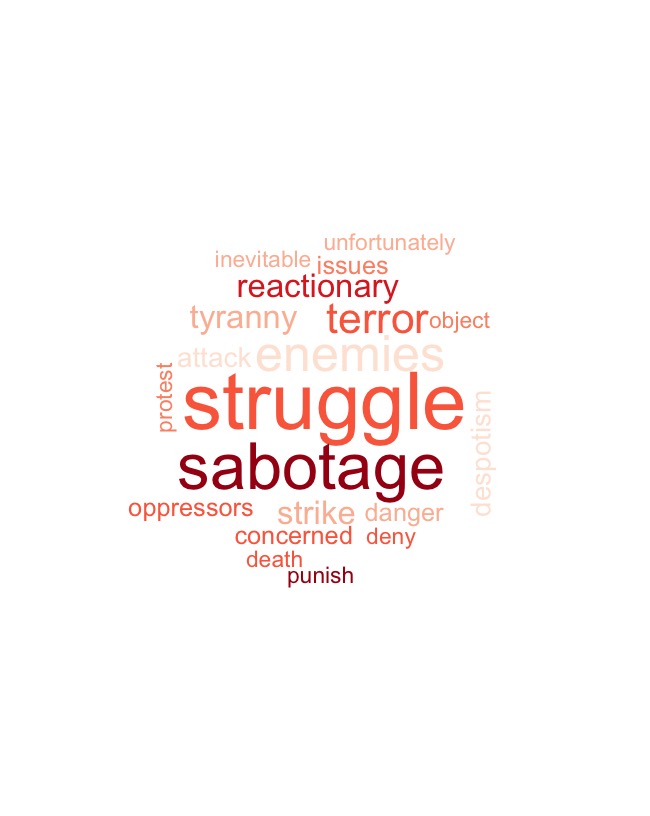 unfortunately
inevitable issues
reactionary
tyranny terror object
attack enemies
protest
struggle
despotism
sabotage
oppressors strike danger
concerned deny
death
punish